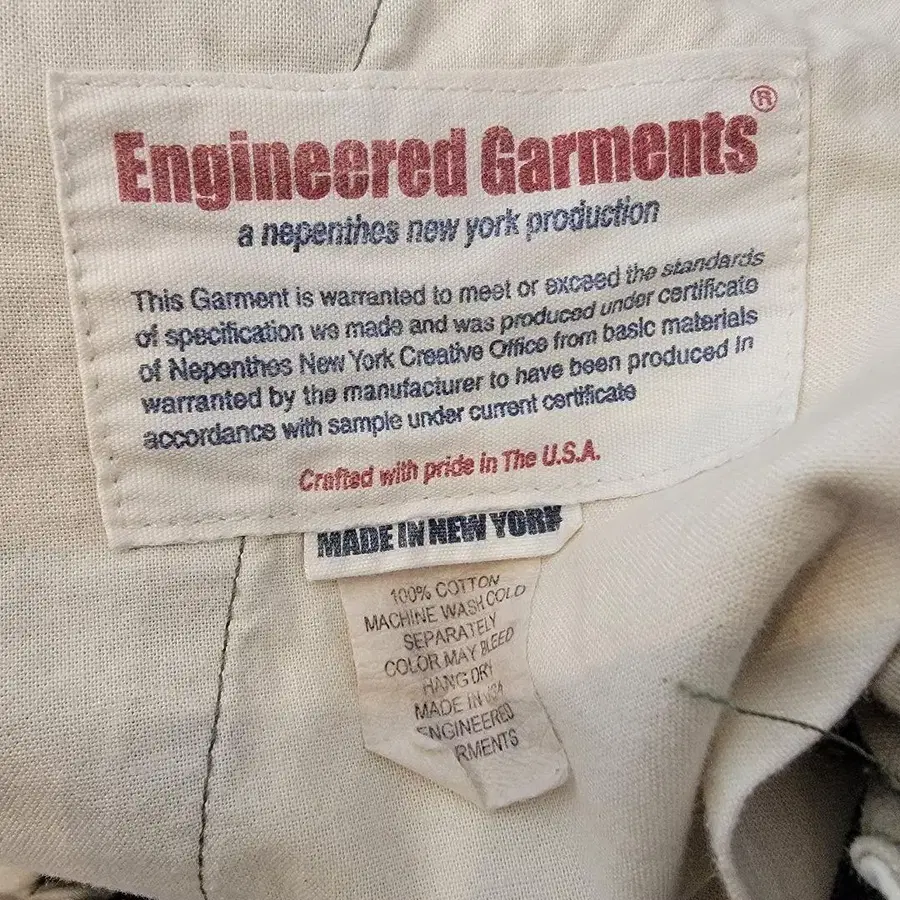 Engineered Garments®
a nepenthes new york production
This Garment is warranted to meet or exceed the standards
of specification we made and was produced under certificate
of Nepenthes New York Creative Office from basic materials
warranted by the manufacturer to have been produced in
accordance with sample under current certificate
Crafted with pride in The U.S.A.
MADE IN NEW YORK
100% COTTON
MACHINE WASH COLD
SEPARATELY
COLOR MAY BLEED
HANG DRY
MADE IN USA
ENGINEERED
RMENTS